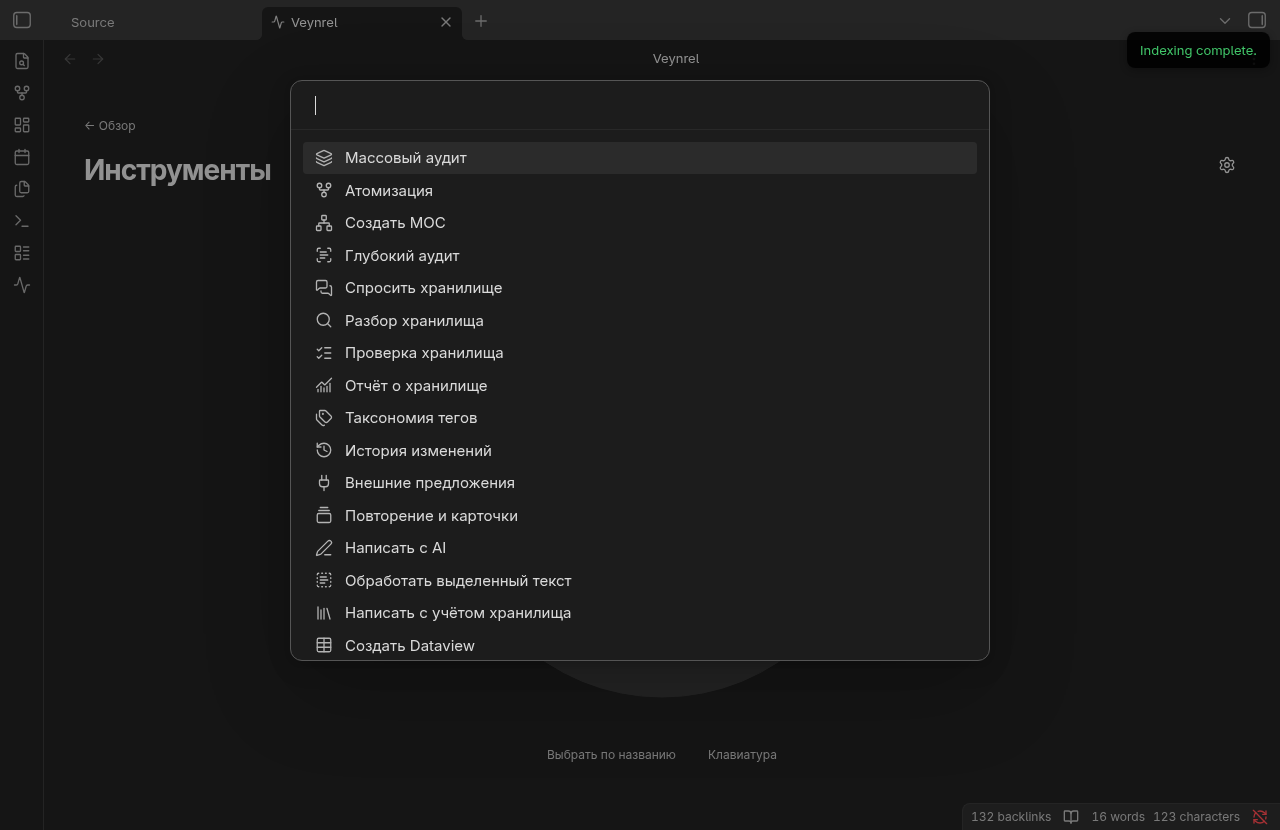 Source
Veynrel
Veynrel
Indexing complete.
← Обзор
Инструменты
Массовый аудит
Атомизация
Создать MOC
Глубокий аудит
Спросить хранилище
Разбор хранилища
Проверка хранилища
Отчёт о хранилище
Таксономия тегов
История изменений
Внешние предложения
Повторение и карточки
Написать с AI
Обработать выделенный текст
Написать с учётом хранилища
Создать Dataview
Выбрать по названию Клавиатура
132 backlinks 16 words 123 characters